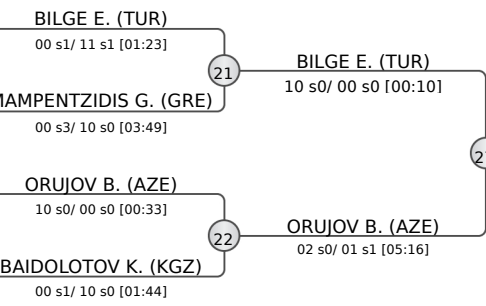 BILGE E. (TUR)
00 s1/ 11 s1 [01:23]
21
BILGE E. (TUR)
10 s0/ 00 s0 [00:10]
MAMPENTZIDIS G. (GRE)
00 s3/ 10 s0 [03:49]
ORUJOV B. (AZE)
10 s0/ 00 s0 [00:33]
22
ORUJOV B. (AZE)
02 s0/ 01 s1 [05:16]
BAIDOLOTOV K. (KGZ)
00 s1/ 10 s0 [01:44]